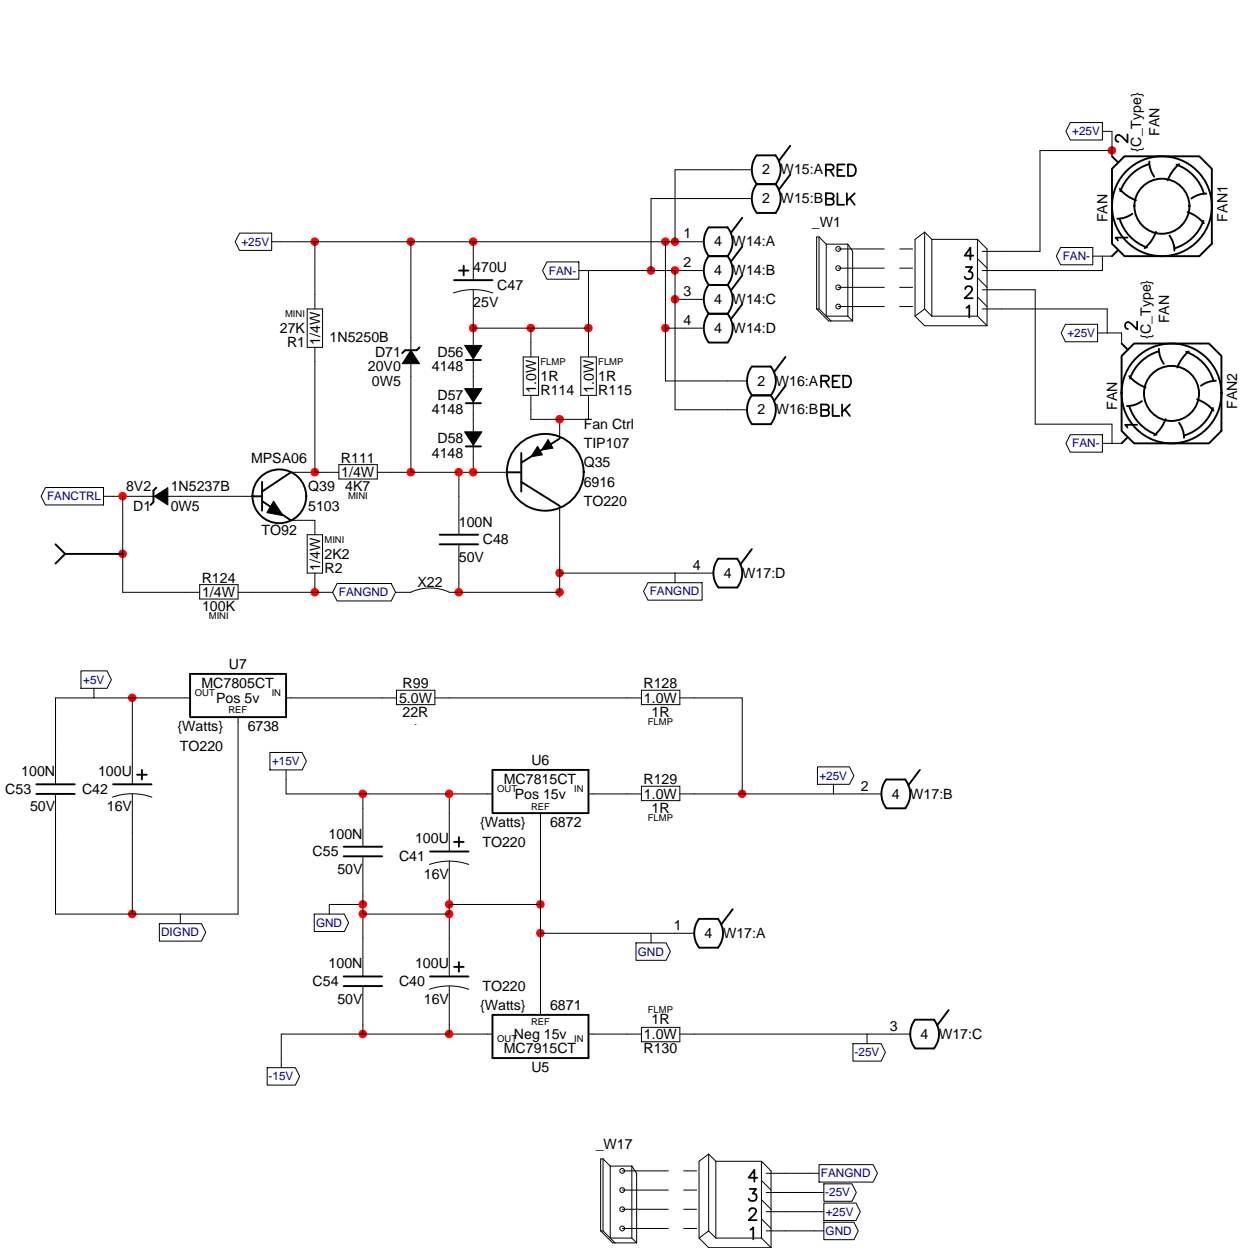 {C_Type}
FAN
2
+25V
FAN
FAN1
1
FAN-
2 W15:A RED
2 W15:B BLK
_W1
+25V
1 4 W14:A
2 4 W14:B
3 4 W14:C
4 4 W14:D
FAN-
4
3
2
1
{C_Type}
FAN
2
+25V
FAN
FAN2
1
FAN-
+ 470U
C47
25V
MINI
27K
R1
1/4W
1N5250B
D71
20V0
0W5
D56
4148
D57
4148
D58
4148
1.0W
FLMP
1R
R114
1.0W
FLMP
1R
R115
2 W16:A RED
2 W16:B BLK
Fan Ctrl
TIP107
Q35
6916
TO220
MPSA06
Q39
5103
TO92
R111
1/4W
4K7
MINI
FANCTRL
8V2
D1
1N5237B
0W5
1/4W
MINI
2K2
R2
100N
C48
50V
R124
1/4W
100K
MINI
FANGND
X22
4 4 W17:D
FANGND
U7
MC7805CT
OUT Pos 5v IN
REF
{Watts} 6738
TO220
+5V
100N
C53
50V
100U +
C42
16V
DIGND
R99
5.0W
22R
R128
1.0W
1R
FLMP
+15V
U6
MC7815CT
OUT Pos 15v IN
REF
{Watts} 6872
TO220
R129
1.0W
1R
FLMP
+25V
2 4 W17:B
100N
C55
50V
100U +
C41
16V
GND
1 4 W17:A
GND
100N
C54
50V
100U +
C40
16V
TO220
{Watts} 6871
REF
OUT Neg 15v IN
MC7915CT
U5
-15V
FLMP
1R
1.0W
R130
3 4 W17:C
-25V
_W17
4 FANGND
3 -25V
2 +25V
1 GND